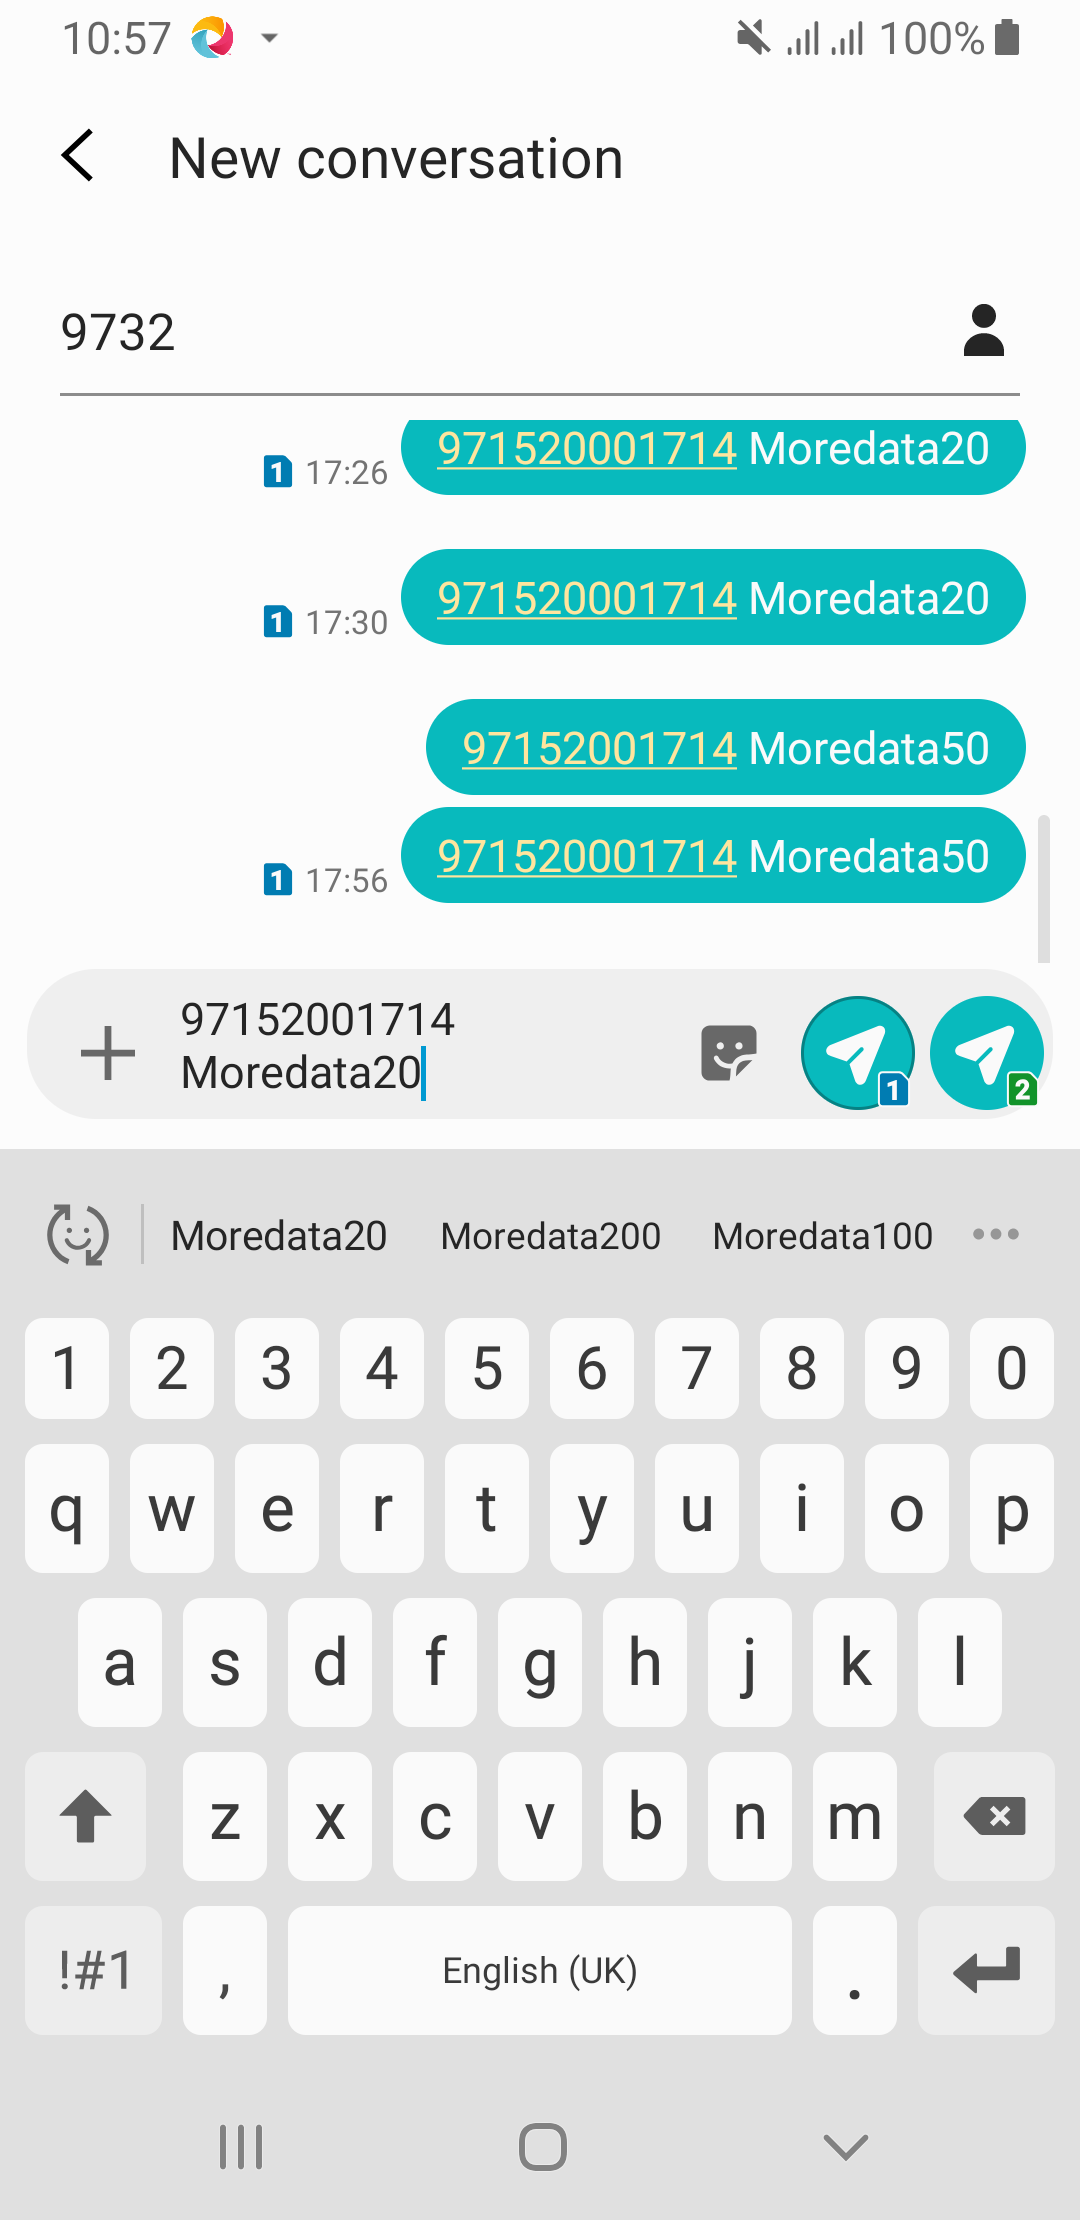 10:57 100%
New conversation
9732
1 17:26 971520001714 Moredata20
1 17:30 971520001714 Moredata20
97152001714 Moredata50
1 17:56 971520001714 Moredata50
97152001714
Moredata20
1 2
Moredata20 Moredata200 Moredata100
1 2 3 4 5 6 7 8 9 0
q w e r t y u i o p
a s d f g h j k l
z x c v b n m
!#1 , English (UK) .